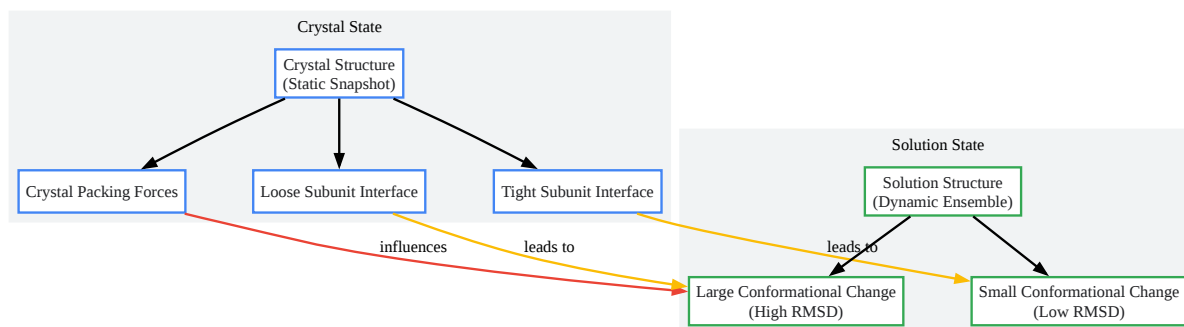 Crystal State
Crystal Structure
(Static Snapshot)
Crystal Packing Forces
Loose Subunit Interface
Tight Subunit Interface
Solution State
Solution Structure
(Dynamic Ensemble)
influences
leads to
leads to
Large Conformational Change
(High RMSD)
Small Conformational Change
(Low RMSD)